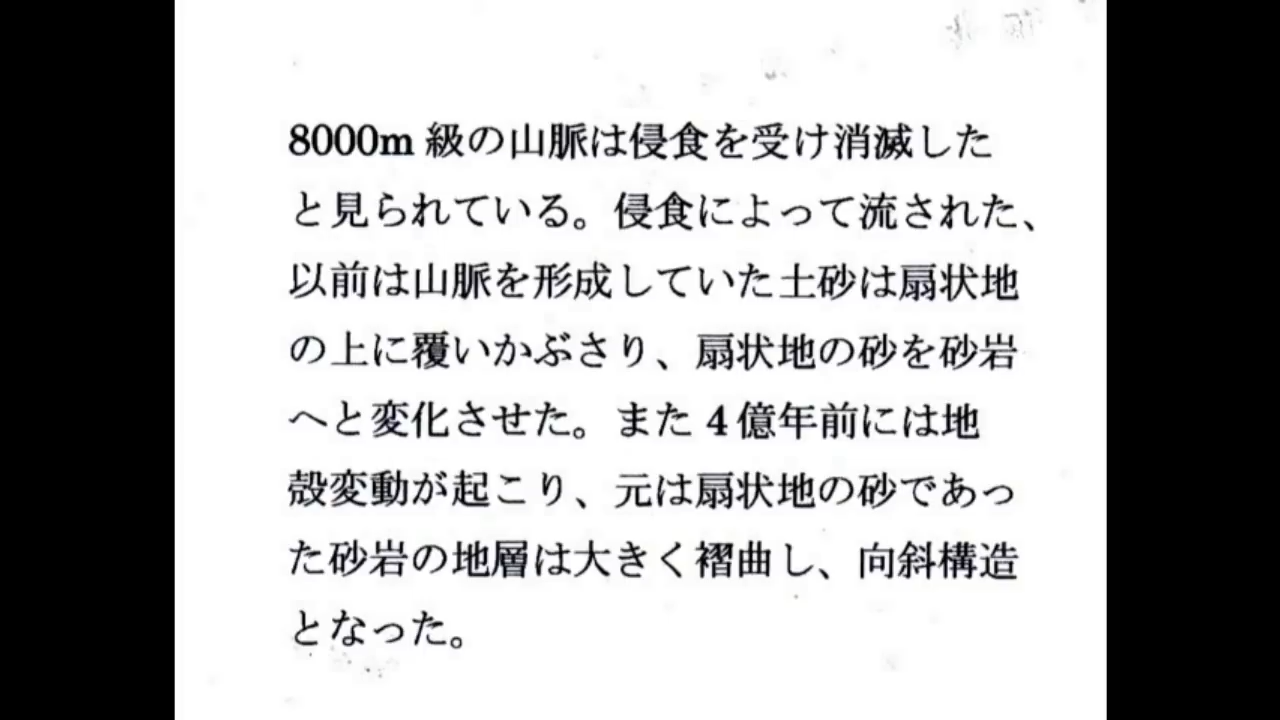 8000m 級の山脈は侵食を受け消滅した
と見られている。侵食によって流された、
以前は山脈を形成していた土砂は扇状地
の上に覆いかぶさり、扇状地の砂を砂岩
へと変化させた。また 4 億年前には地
殻変動が起こり、元は扇状地の砂であっ
た砂岩の地層は大きく褶曲し、向斜構造
となった。